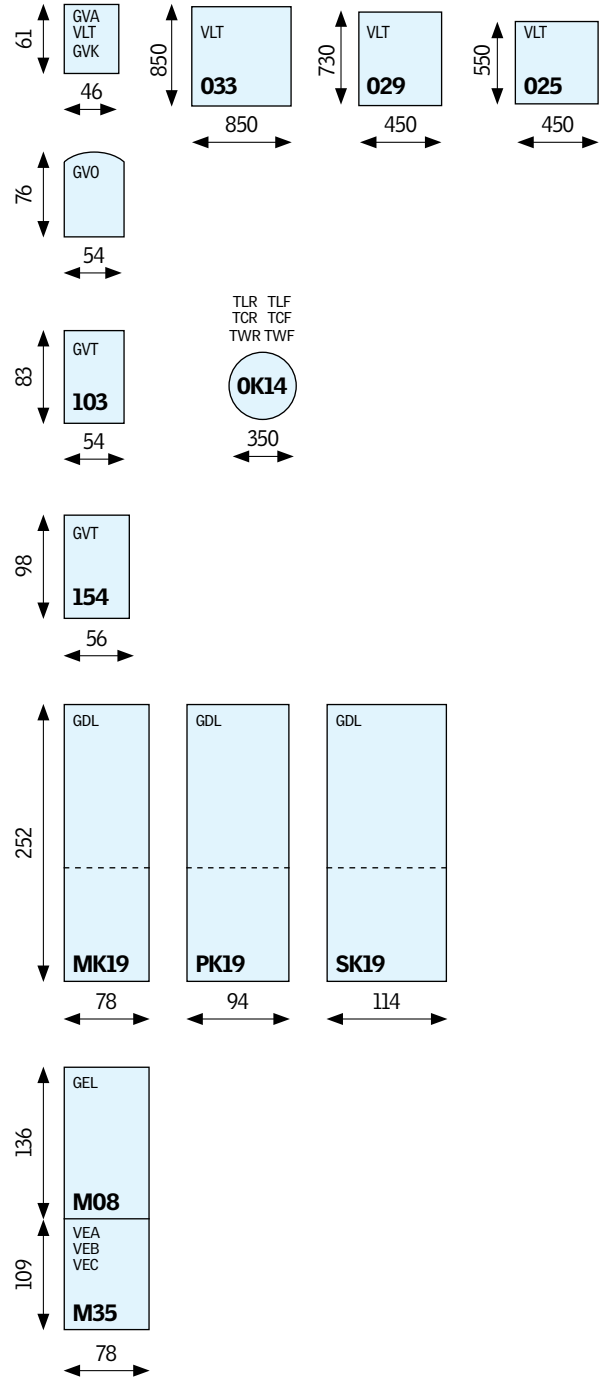 61
GVA
VLT
GVK
46
850
VLT
033
850
730
VLT
029
450
550
VLT
025
450
76
GVO
54
83
GVT
103
54
TLR TLF
TCR TCF
TWR TWF
0K14
350
98
GVT
154
56
252
GDL
MK19
78
GDL
PK19
94
GDL
SK19
114
136
GEL
M08
109
VEA
VEB
VEC
M35
78